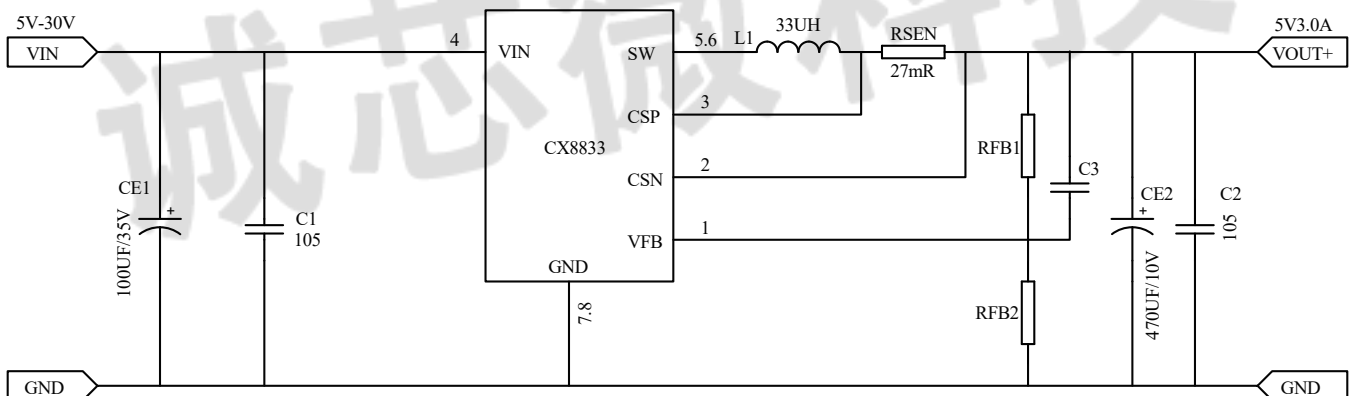 诚芯微科技
5V-30V
VIN
4
VIN
SW
5.6
L1
33UH
RSEN
27mR
5V3.0A
VOUT+
CSP
3
CX8833
CSN
2
RFB1
C3
VFB
1
CE1
+
100UF/35V
C1
105
CE2
+
470UF/10V
C2
105
GND
7.8
RFB2
GND
GND